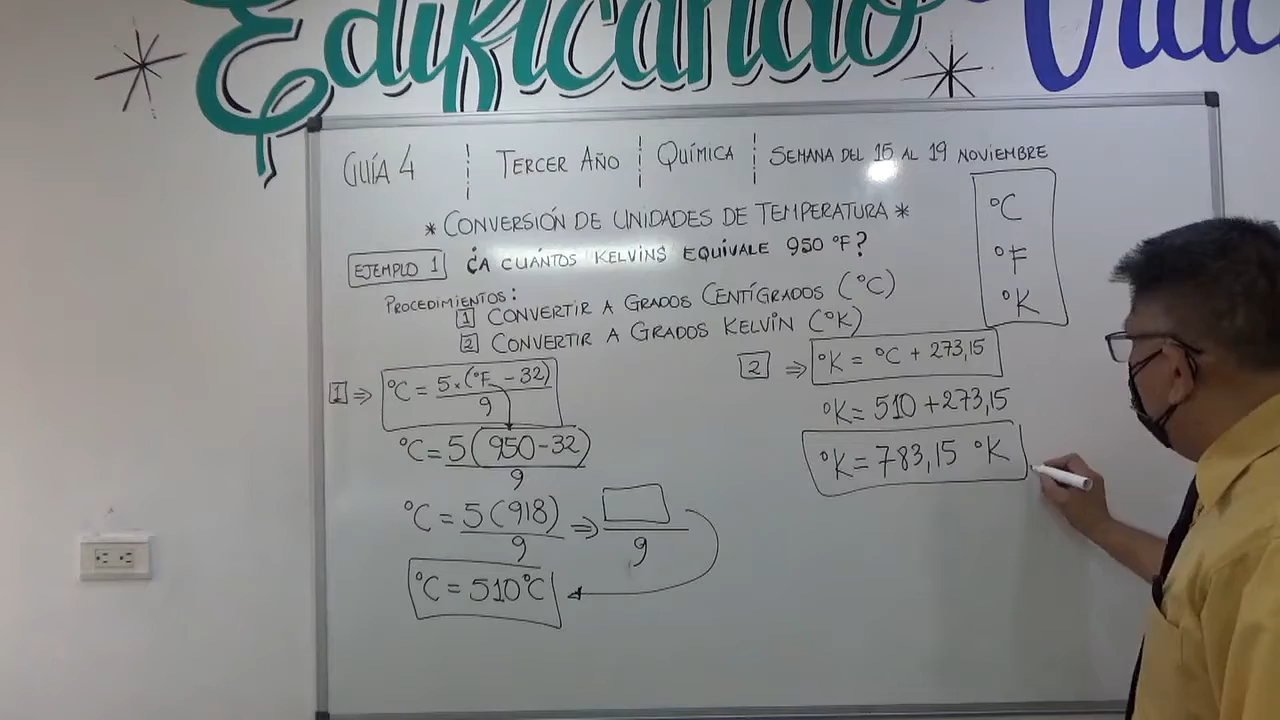 Edificando Vida
GUÍA 4 | TERCER AÑO | QUÍMICA | SEMANA DEL 15 AL 19 NOVIEMBRE
* CONVERSIÓN DE UNIDADES DE TEMPERATURA *
EJEMPLO 1 ¿A CUÁNTOS KELVINS EQUIVALE 950 °F?
PROCEDIMIENTOS:
1 CONVERTIR A GRADOS CENTÍGRADOS (°C)
2 CONVERTIR A GRADOS KELVIN (°K)
°C
°F
°K
1 ⇒ °C = 5 x (°F - 32) / 9
°C = 5 (950 - 32) / 9
°C = 5 (918) / 9 ⇒ □ / 9
°C = 510°C
2 ⇒ °K = °C + 273,15
°K = 510 + 273,15
°K = 783,15 °K